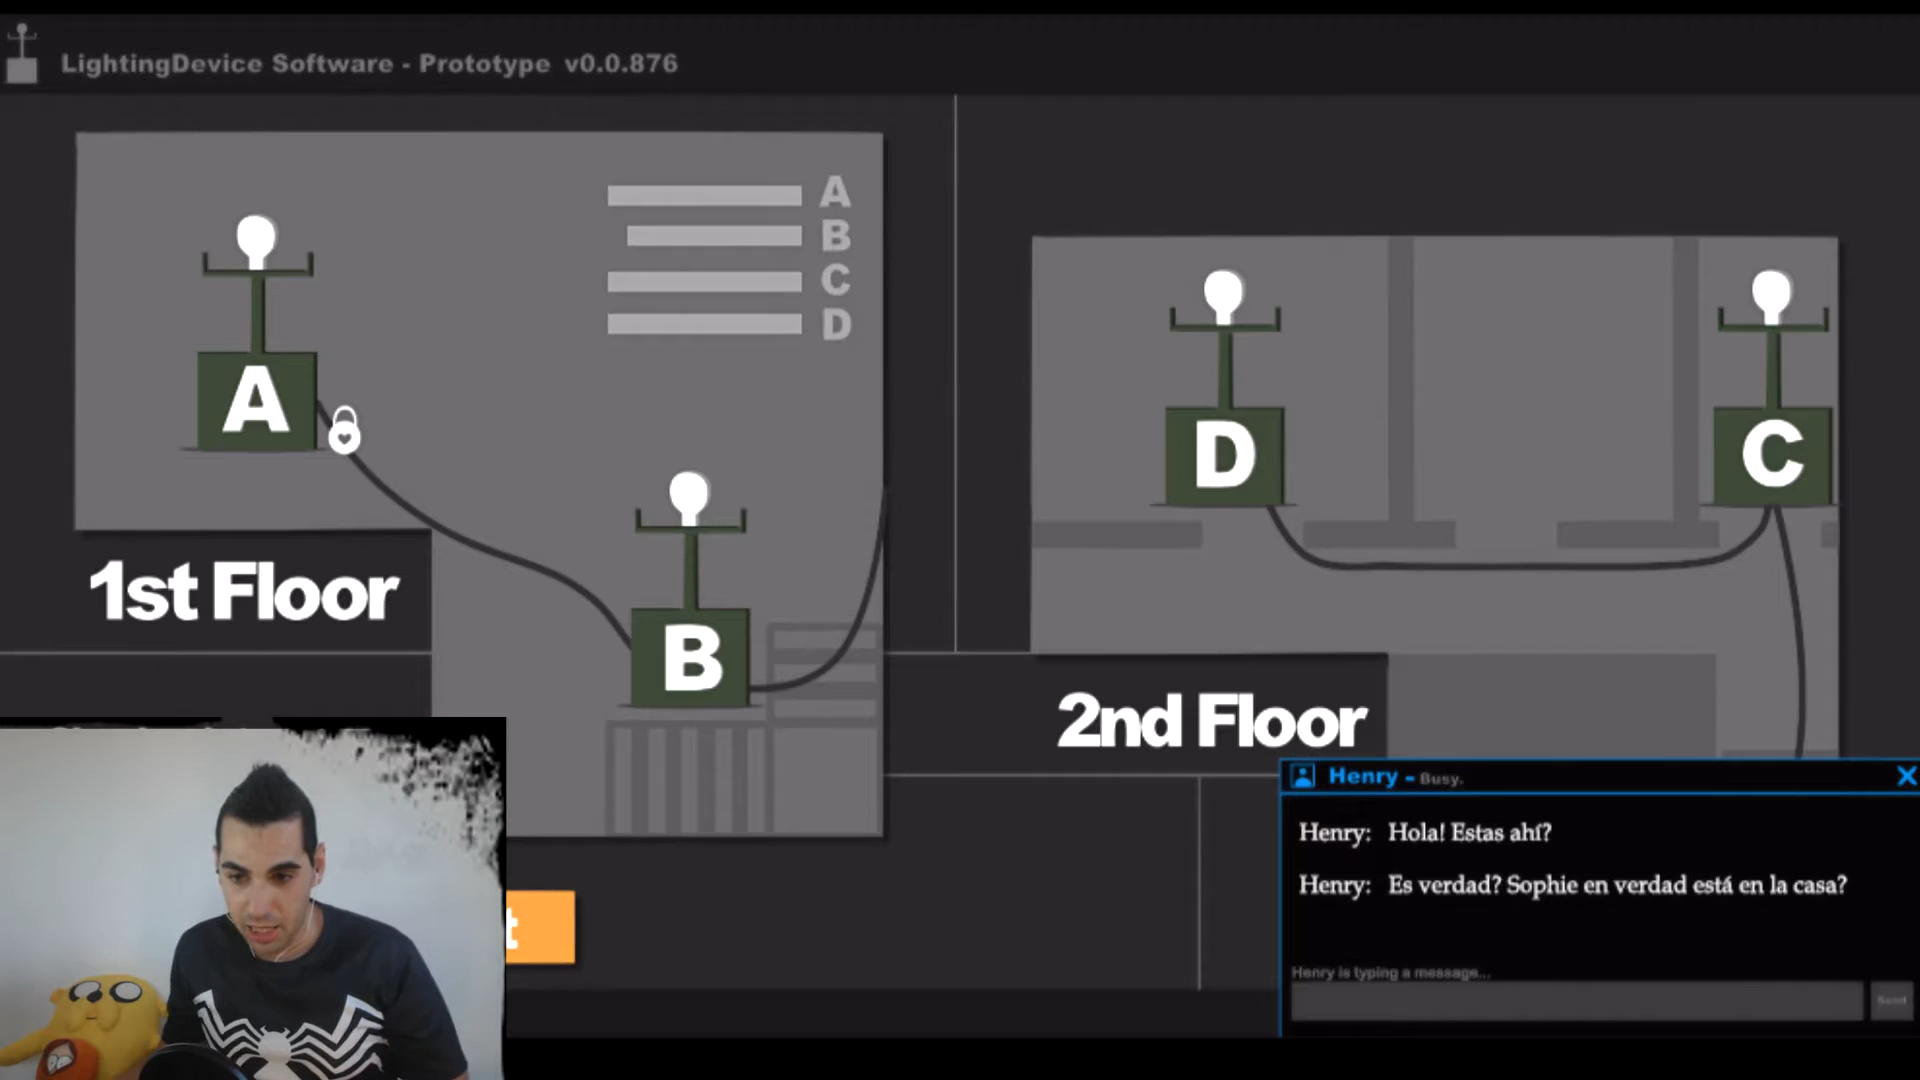 LightingDevice Software - Prototype v0.0.876
A
B
C
D
A
B
1st Floor
D
C
2nd Floor
t
Henry - Busy.
Henry: Hola! Estas ahí?
Henry: Es verdad? Sophie en verdad está en la casa?
Henry is typing a message...
Send